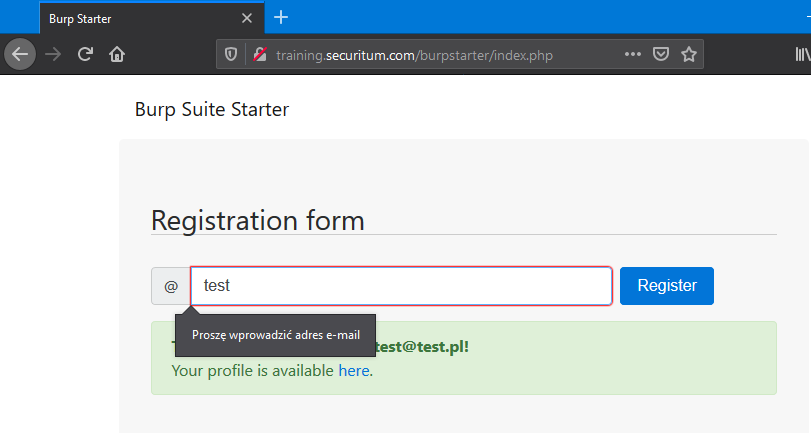 Burp Starter
training.securitum.com/burpstarter/index.php
Burp Suite Starter
Registration form
@ test Register
Proszę wprowadzić adres e-mail
test@test.pl!
Your profile is available here.